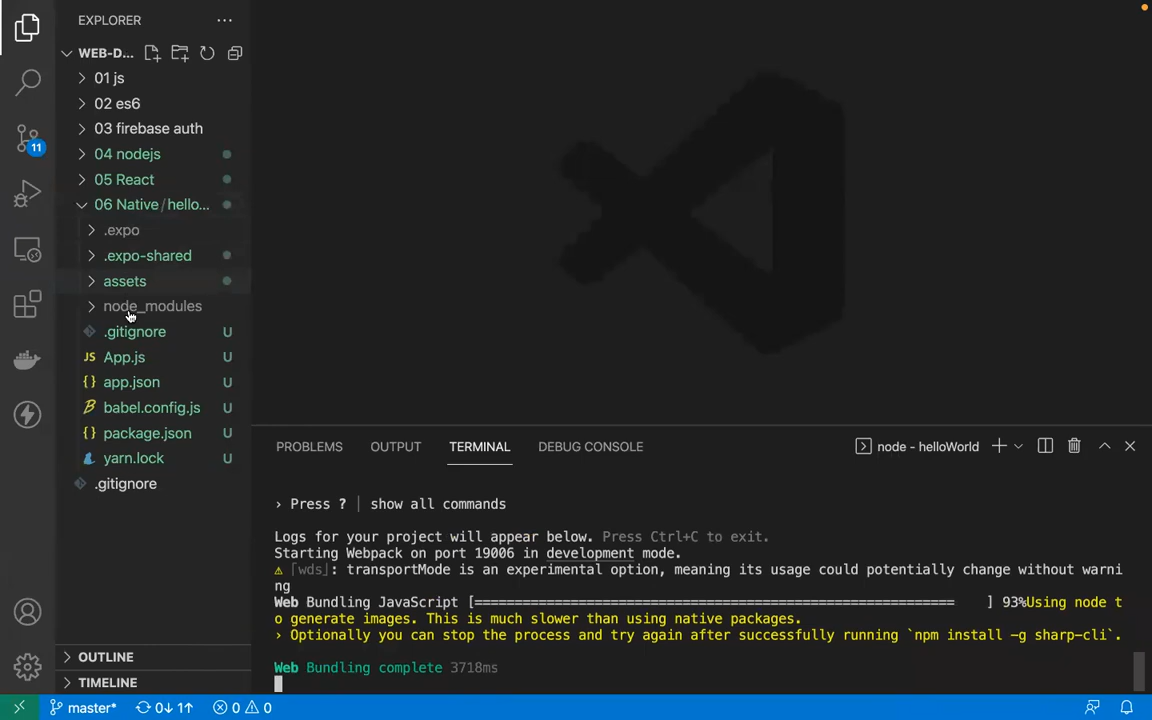 EXPLORER
WEB-D...
01 js
02 es6
03 firebase auth
04 nodejs
05 React
06 Native/hello...
.expo
.expo-shared
assets
node_modules
.gitignore U
JS App.js U
{} app.json U
babel.config.js U
{} package.json U
yarn.lock U
.gitignore
OUTLINE
TIMELINE
11
PROBLEMS OUTPUT TERMINAL DEBUG CONSOLE node - helloWorld
› Press ? | show all commands
Logs for your project will appear below. Press Ctrl+C to exit.
Starting Webpack on port 19006 in development mode.
⚠ ｢wds｣: transportMode is an experimental option, meaning its usage could potentially change without warni
ng
Web Bundling JavaScript [========================================================== ] 93%Using node t
o generate images. This is much slower than using native packages.
› Optionally you can stop the process and try again after successfully running `npm install -g sharp-cli`.
Web Bundling complete 3718ms
master* 0↓ 1↑ 0 0